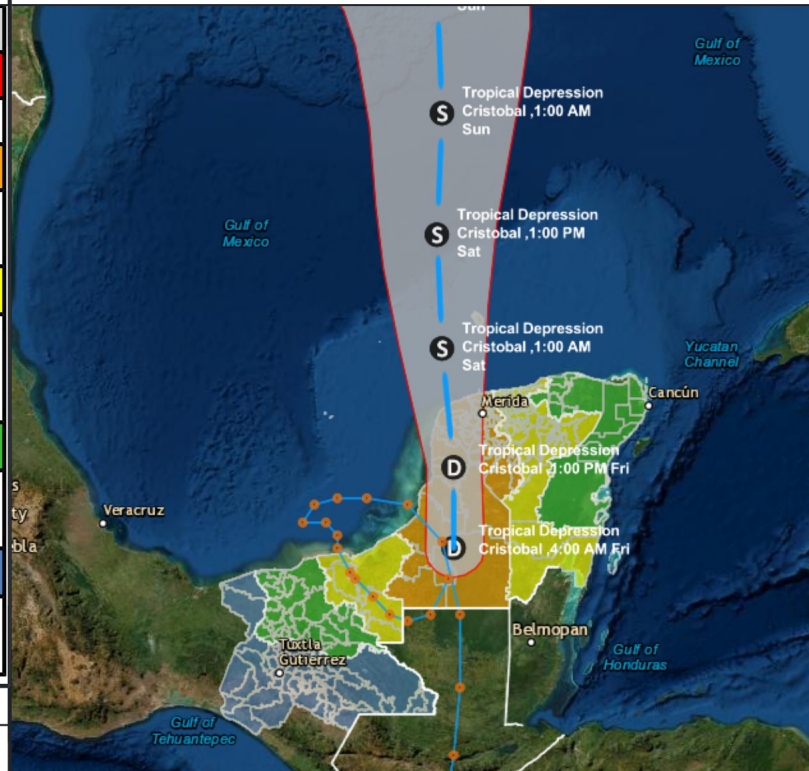 Sun
Gulf of
Mexico
Tropical Depression
Cristobal ,1:00 AM
Sun
S
Gulf of
Mexico
Tropical Depression
Cristobal ,1:00 PM
Sat
S
Tropical Depression
Cristobal ,1:00 AM
Sat
S
Yucatan
Channel
Merida
Cancún
Tropical Depression
Cristobal ,1:00 PM Fri
D
Veracruz
s
ty
bla
Tropical Depression
Cristobal ,4:00 AM Fri
D
Belmopan
Tuxtla
Gutierrez
Gulf of
Honduras
Gulf of
Tehuantepec